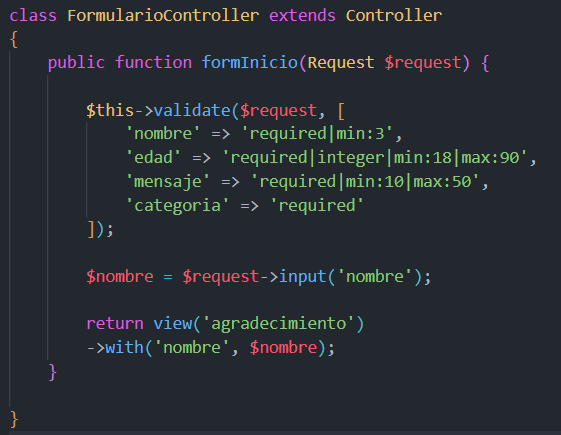 class FormularioController extends Controller
{
    public function formInicio(Request $request) {

        $this->validate($request, [
            'nombre' => 'required|min:3',
            'edad' => 'required|integer|min:18|max:90',
            'mensaje' => 'required|min:10|max:50',
            'categoria' => 'required'
        ]);

        $nombre = $request->input('nombre');

        return view('agradecimiento')
        ->with('nombre', $nombre);
    }

}